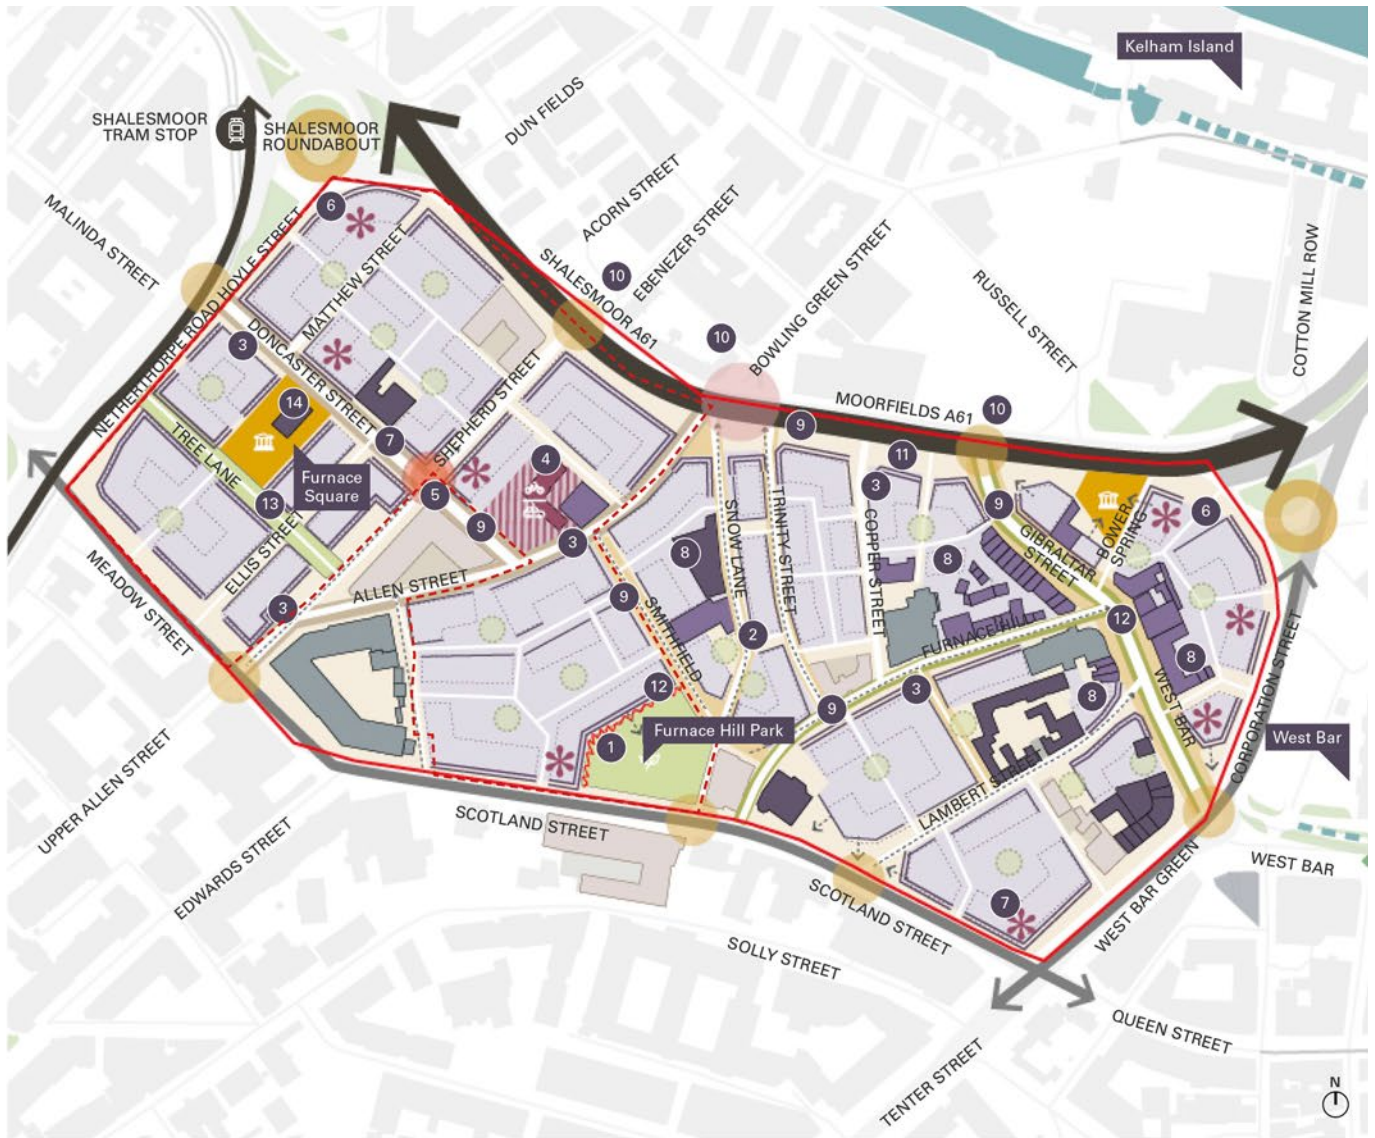 Kelham Island
SHALESMOOR
TRAM STOP
SHALESMOOR
ROUNDABOUT
DUN FIELDS
MALINDA STREET
ACORN STREET
EBENEZER STREET
BOWLING GREEN STREET
RUSSELL STREET
COTTON MILL ROW
6
10
SHALESMOOR A61
NETHERTHORPE ROAD HOYLE STREET
MATTHEW STREET
3
DONCASTER STREET
10
MOORFIELDS A61
10
14
SHEPHERD STREET
7
9
TREE LANE
Furnace
Square
4
11
5
13
3
9
6
9
SNOW LANE
TRINITY STREET
COPPER STREET
GIBRALTAR
STREET
BOWER
SPRING
3
8
8
MEADOW STREET
ELLIS STREET
ALLEN STREET
9
SMITHFIELD
3
2
FURNACE HILL
12
8
WEST BAR
CORPORATION STREET
12
3
8
9
1
Furnace Hill Park
West Bar
UPPER ALLEN STREET
SCOTLAND STREET
LAMBERT STREET
EDWARDS STREET
SCOTLAND STREET
7
WEST BAR GREEN
WEST BAR
SOLLY STREET
QUEEN STREET
TENTER STREET
N